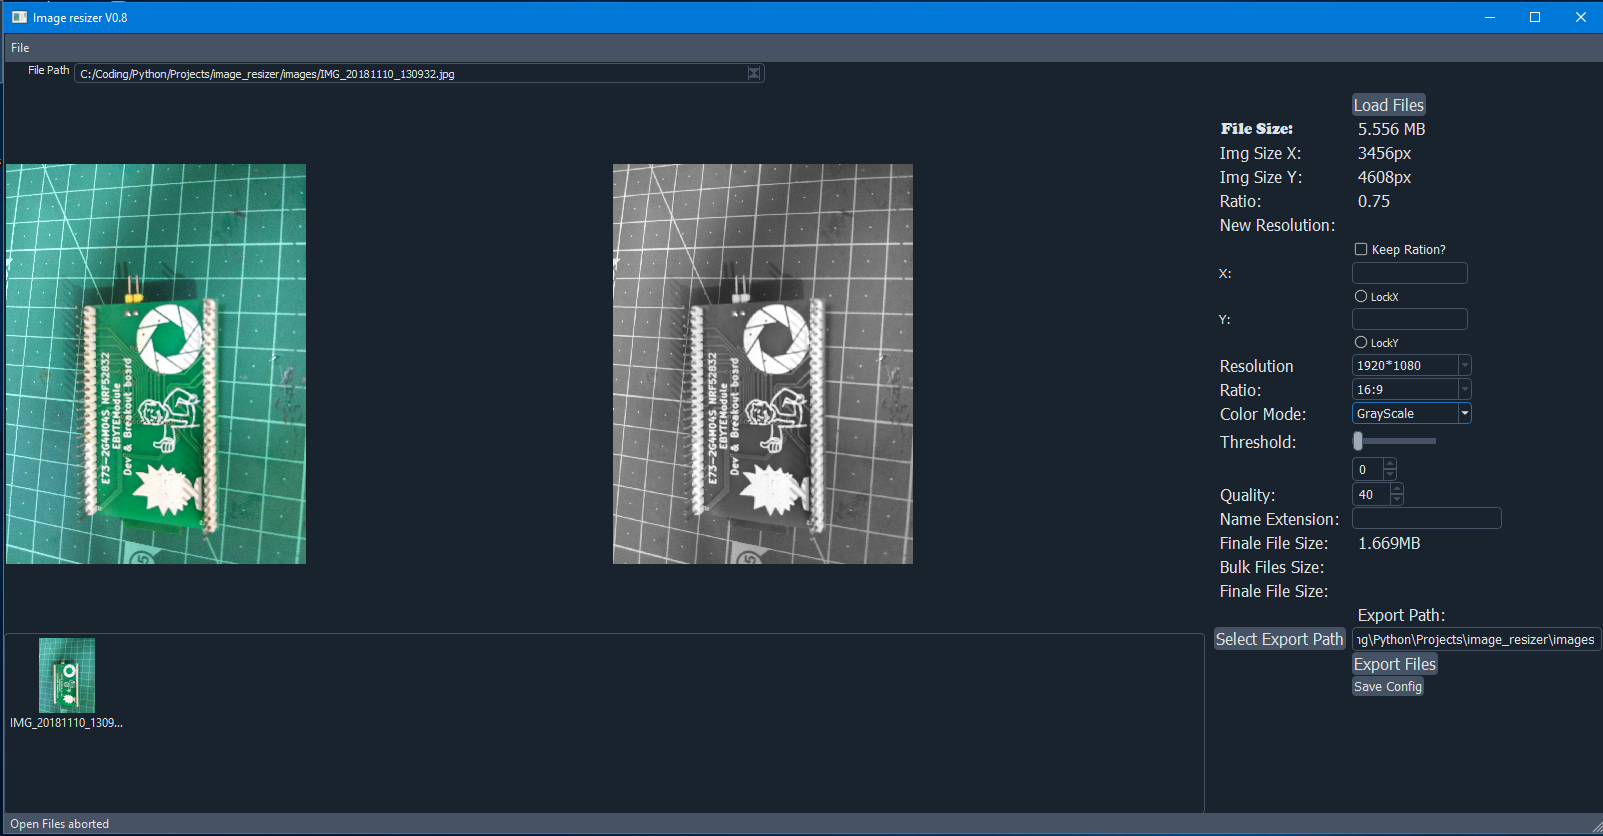 Image resizer V0.8
File
File Path C:/Coding/Python/Projects/image_resizer/images/IMG_20181110_130932.jpg
Load Files
File Size: 5.556 MB
Img Size X: 3456px
Img Size Y: 4608px
Ratio: 0.75
New Resolution:
Keep Ration?
X:
LockX
Y:
LockY
Resolution 1920*1080
Ratio: 16:9
Color Mode: GrayScale
Threshold:
0
Quality: 40
Name Extension:
Finale File Size: 1.669MB
Bulk Files Size:
Finale File Size:
Export Path:
Select Export Path ng\Python\Projects\image_resizer\images
Export Files
Save Config
E73-2G4M04S NRF52832
EBYTEModule
Dev & Breakout board
E73-2G4M04S NRF52832
EBYTEModule
Dev & Breakout board
IMG_20181110_1309...
Open Files aborted